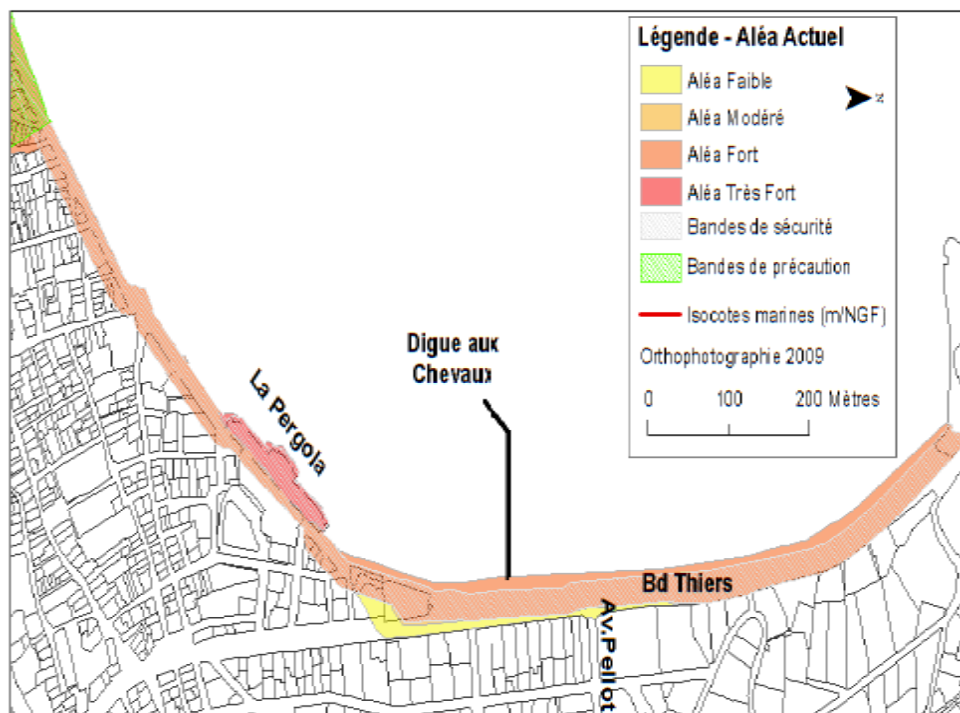 Légende - Aléa Actuel
Aléa Faible
Aléa Modéré
Aléa Fort
Aléa Très Fort
Bandes de sécurité
Bandes de précaution
Isocotes marines (m/NGF)
Orthophotographie 2009
0 100 200 Mètres
N
Digue aux
Chevaux
La Pergola
Bd Thiers
Av.Pellot